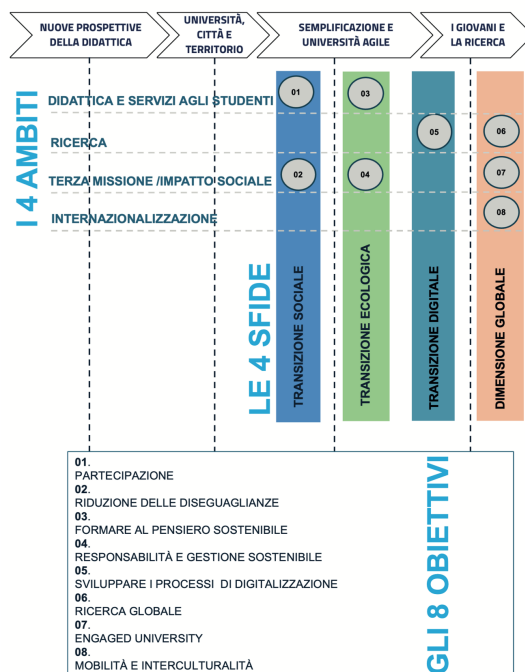 NUOVE PROSPETTIVE
DELLA DIDATTICA
UNIVERSITÀ,
CITTÀ E
TERRITORIO
SEMPLIFICAZIONE E
UNIVERSITÀ AGILE
I GIOVANI E
LA RICERCA
I 4 AMBITI
DIDATTICA E SERVIZI AGLI STUDENTI
01
03
RICERCA
05
06
TERZA MISSIONE /IMPATTO SOCIALE
02
04
07
INTERNAZIONALIZZAZIONE
08
LE 4 SFIDE
TRANSIZIONE SOCIALE
TRANSIZIONE ECOLOGICA
TRANSIZIONE DIGITALE
DIMENSIONE GLOBALE
GLI 8 OBIETTIVI
01.
PARTECIPAZIONE
02.
RIDUZIONE DELLE DISEGUAGLIANZE
03.
FORMARE AL PENSIERO SOSTENIBILE
04.
RESPONSABILITÀ E GESTIONE SOSTENIBILE
05.
SVILUPPARE I PROCESSI DI DIGITALIZZAZIONE
06.
RICERCA GLOBALE
07.
ENGAGED UNIVERSITY
08.
MOBILITÀ E INTERCULTURALITÀ